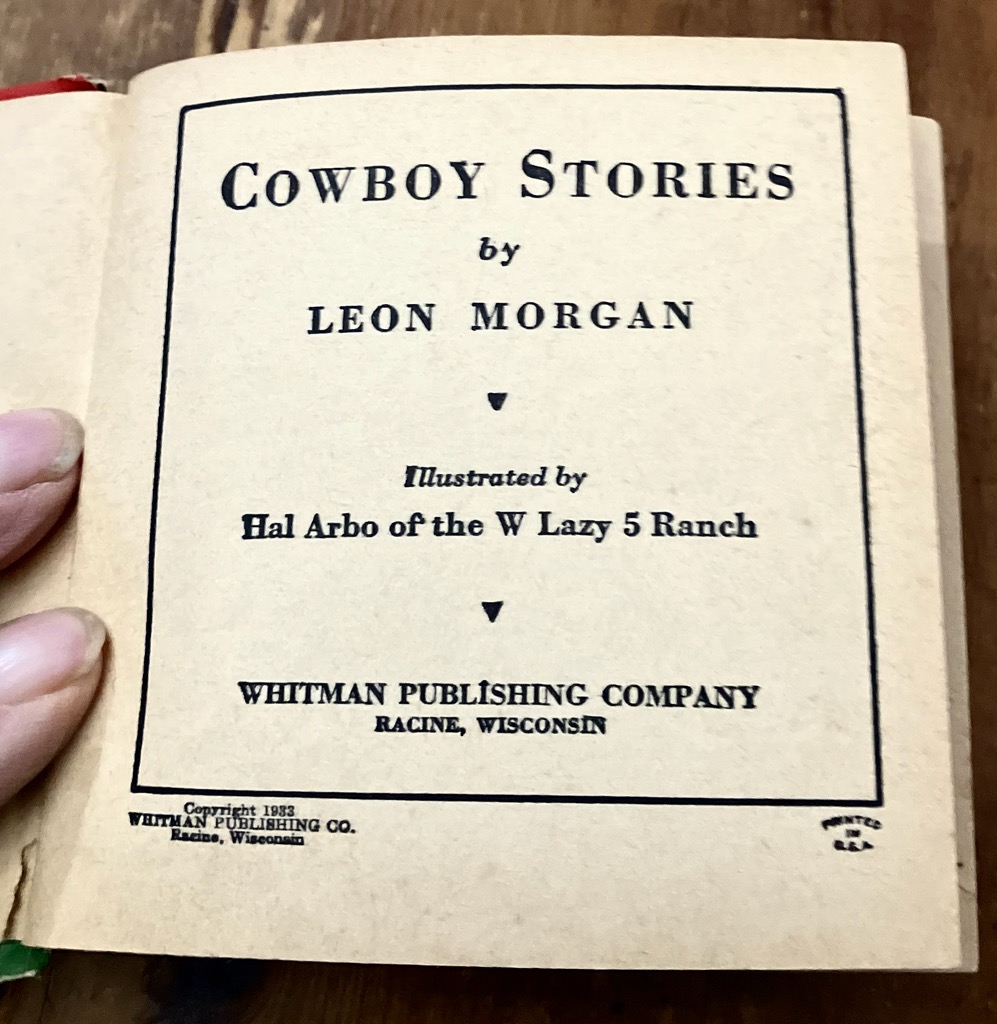 COWBOY STORIES
by
LEON MORGAN
Illustrated by
Hal Arbo of the W Lazy 5 Ranch
WHITMAN PUBLISHING COMPANY
RACINE, WISCONSIN
Copyright 1933
WHITMAN PUBLISHING CO.
Racine, Wisconsin
PRINTED
IN
U.S.A.